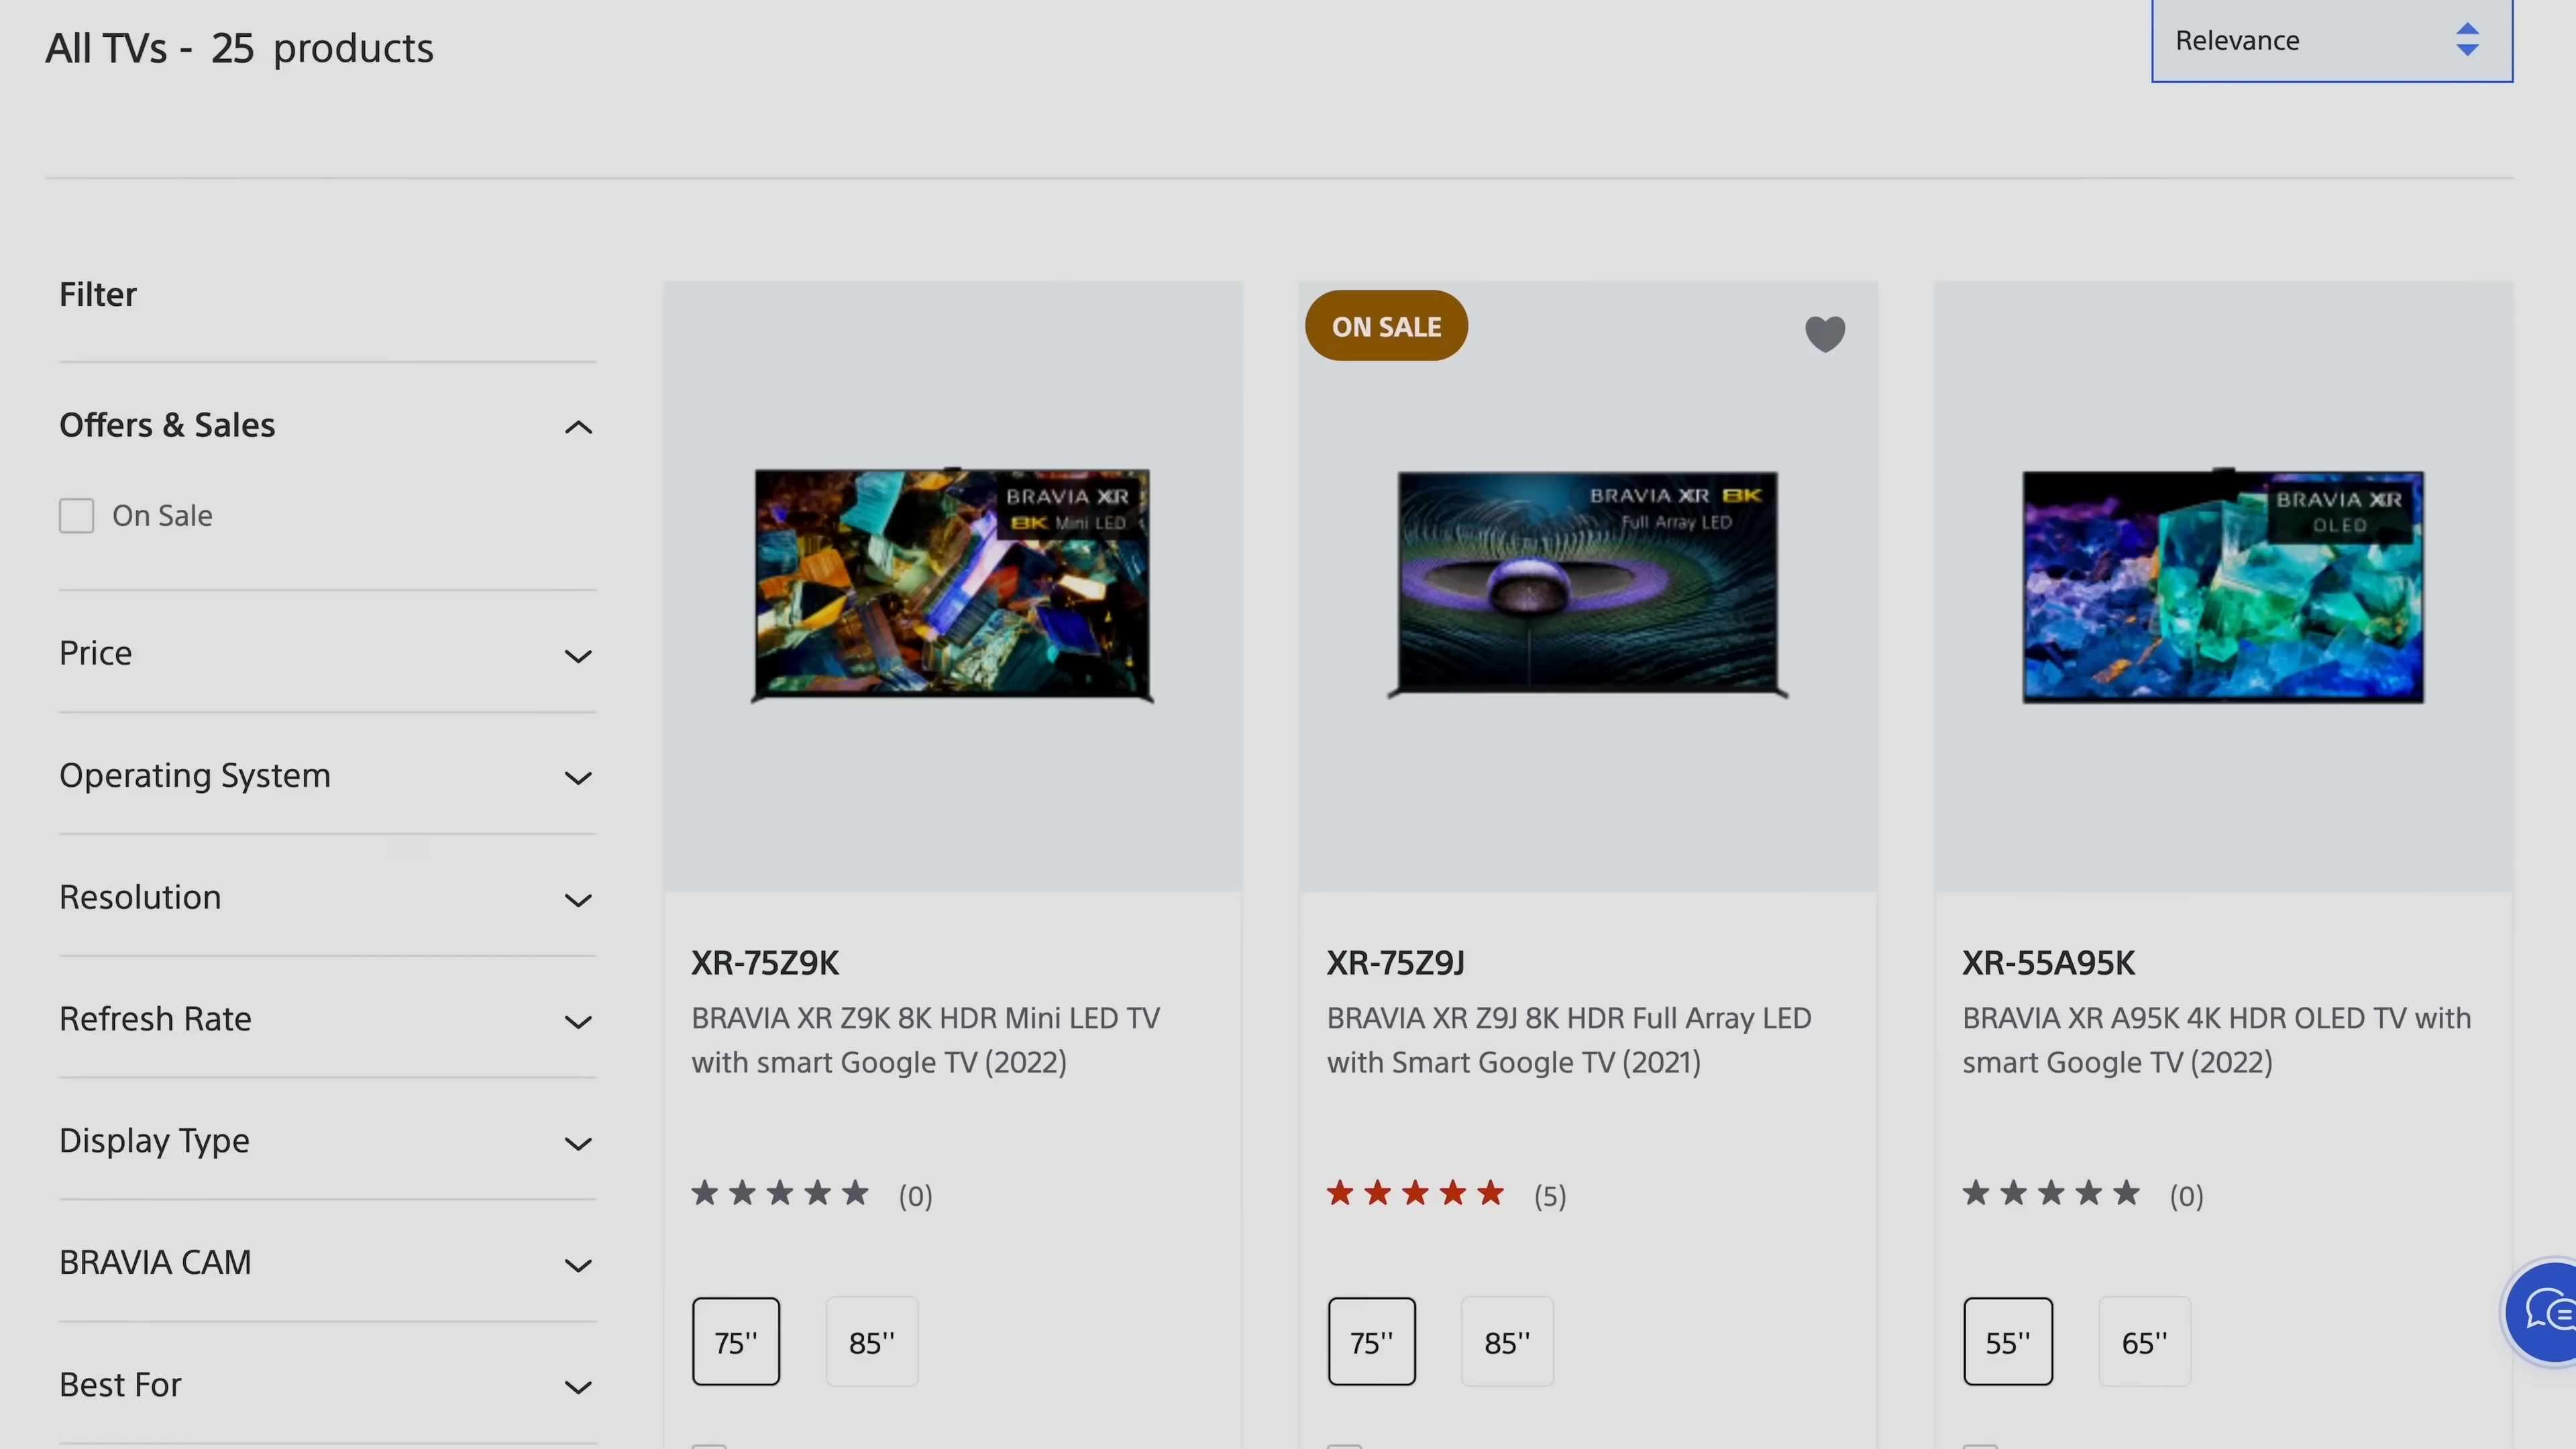 All TVs - 25 products
Relevance
Filter
Offers & Sales
On Sale
Price
Operating System
Resolution
Refresh Rate
Display Type
BRAVIA CAM
Best For
BRAVIA XR
8K Mini LED
XR-75Z9K
BRAVIA XR Z9K 8K HDR Mini LED TV
with smart Google TV (2022)
(0)
75''
85''
ON SALE
BRAVIA XR 8K
Full Array LED
XR-75Z9J
BRAVIA XR Z9J 8K HDR Full Array LED
with Smart Google TV (2021)
(5)
75''
85''
BRAVIA XR
OLED
XR-55A95K
BRAVIA XR A95K 4K HDR OLED TV with
smart Google TV (2022)
(0)
55''
65''